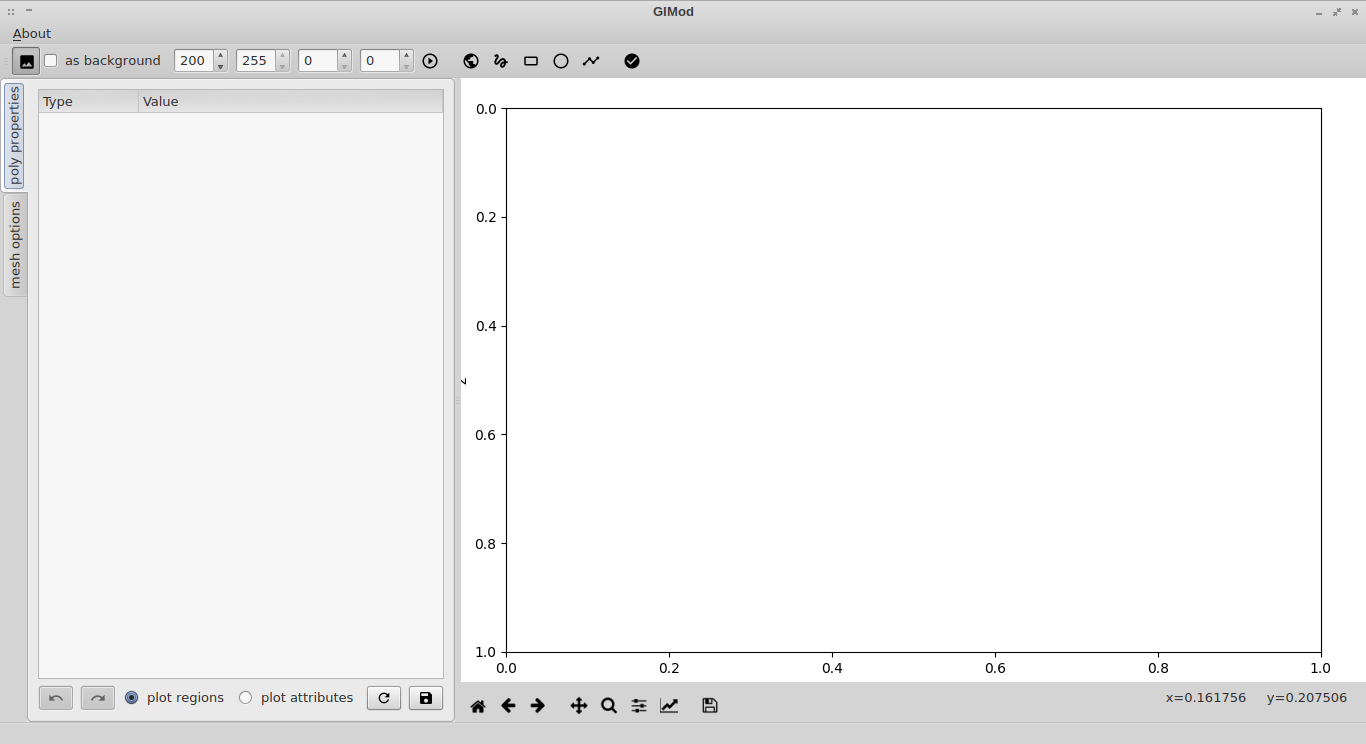 GIMod
About
as background 200 255 0 0
poly properties
mesh options
Type Value
0.0
0.2
0.4
0.6
0.8
1.0
0.0 0.2 0.4 0.6 0.8 1.0
plot regions plot attributes
x=0.161756 y=0.207506